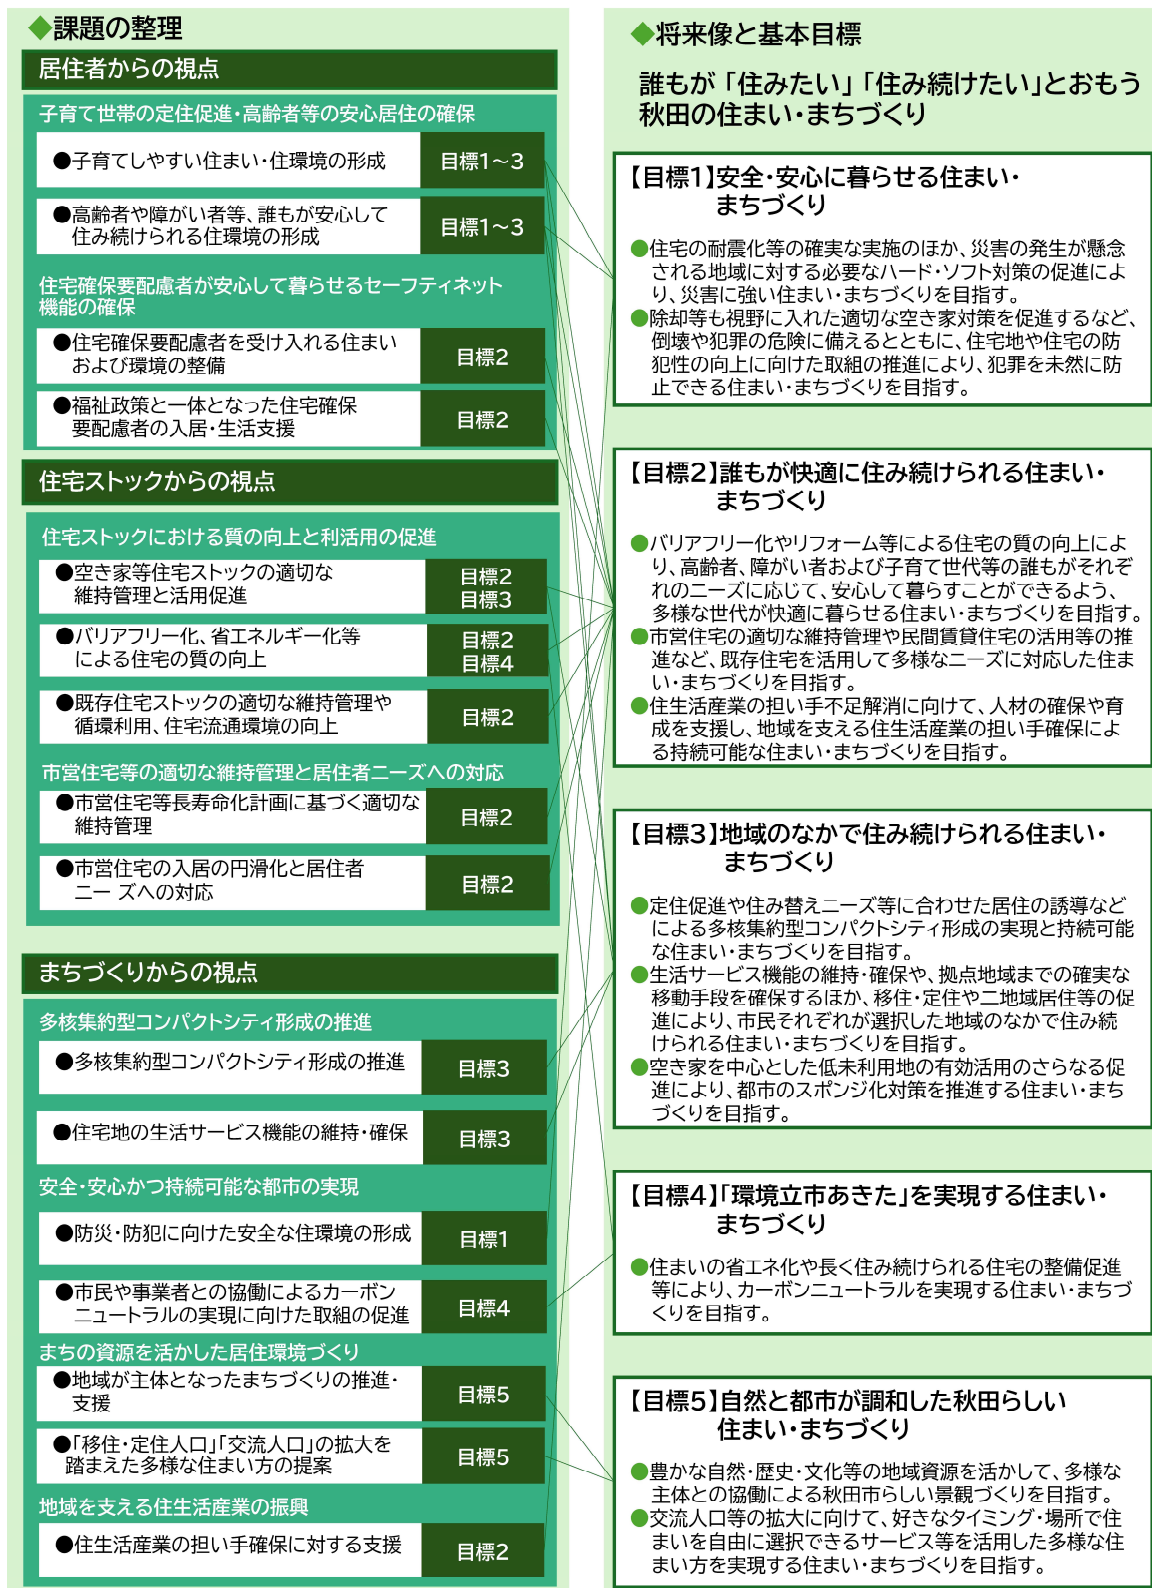 ◆課題の整理
居住者からの視点
子育て世帯の定住促進・高齢者等の安心居住の確保
●子育てしやすい住まい・住環境の形成
目標1～3
●高齢者や障がい者等、誰もが安心して
住み続けられる住環境の形成
目標1～3
住宅確保要配慮者が安心して暮らせるセーフティネット
機能の確保
●住宅確保要配慮者を受け入れる住まい
および環境の整備
目標2
●福祉政策と一体となった住宅確保
要配慮者の入居・生活支援
目標2
住宅ストックからの視点
住宅ストックにおける質の向上と利活用の促進
●空き家等住宅ストックの適切な
維持管理と活用促進
目標2
目標3
●バリアフリー化、省エネルギー化等
による住宅の質の向上
目標2
目標4
●既存住宅ストックの適切な維持管理や
循環利用、住宅流通環境の向上
目標2
市営住宅等の適切な維持管理と居住者ニーズへの対応
●市営住宅等長寿命化計画に基づく適切な
維持管理
目標2
●市営住宅の入居の円滑化と居住者
ニー ズへの対応
目標2
まちづくりからの視点
多核集約型コンパクトシティ形成の推進
●多核集約型コンパクトシティ形成の推進
目標3
●住宅地の生活サービス機能の維持・確保
目標3
安全・安心かつ持続可能な都市の実現
●防災・防犯に向けた安全な住環境の形成
目標1
●市民や事業者との協働によるカーボン
ニュートラルの実現に向けた取組の促進
目標4
まちの資源を活かした居住環境づくり
●地域が主体となったまちづくりの推進・
支援
目標5
●「移住・定住人口」「交流人口」の拡大を
踏まえた多様な住まい方の提案
目標5
地域を支える住生活産業の振興
●住生活産業の担い手確保に対する支援
目標2
◆将来像と基本目標
誰もが「住みたい」「住み続けたい」とおもう
秋田の住まい・まちづくり
【目標1】安全・安心に暮らせる住まい・
まちづくり
●住宅の耐震化等の確実な実施のほか、災害の発生が懸念
される地域に対する必要なハード・ソフト対策の促進によ
り、災害に強い住まい・まちづくりを目指す。
●除却等も視野に入れた適切な空き家対策を促進するなど、
倒壊や犯罪の危険に備えるとともに、住宅地や住宅の防
犯性の向上に向けた取組の推進により、犯罪を未然に防
止できる住まい・まちづくりを目指す。
【目標2】誰もが快適に住み続けられる住まい・
まちづくり
●バリアフリー化やリフォーム等による住宅の質の向上によ
り、高齢者、障がい者および子育て世代等の誰もがそれぞ
れのニーズに応じて、安心して暮らすことができるよう、
多様な世代が快適に暮らせる住まい・まちづくりを目指す。
●市営住宅の適切な維持管理や民間賃貸住宅の活用等の推
進など、既存住宅を活用して多様なニーズに対応した住ま
い・まちづくりを目指す。
●住生活産業の担い手不足解消に向けて、人材の確保や育
成を支援し、地域を支える住生活産業の担い手確保によ
る持続可能な住まい・まちづくりを目指す。
【目標3】地域のなかで住み続けられる住まい・
まちづくり
●定住促進や住み替えニーズ等に合わせた居住の誘導など
による多核集約型コンパクトシティ形成の実現と持続可能
な住まい・まちづくりを目指す。
●生活サービス機能の維持・確保や、拠点地域までの確実な
移動手段を確保するほか、移住・定住や二地域居住等の促
進により、市民それぞれが選択した地域のなかで住み続
けられる住まい・まちづくりを目指す。
●空き家を中心とした低未利用地の有効活用のさらなる促
進により、都市のスポンジ化対策を推進する住まい・まち
づくりを目指す。
【目標4】「環境立市あきた」を実現する住まい・
まちづくり
●住まいの省エネ化や長く住み続けられる住宅の整備促進
等により、カーボンニュートラルを実現する住まい・まちづ
くりを目指す。
【目標5】自然と都市が調和した秋田らしい
住まい・まちづくり
●豊かな自然・歴史・文化等の地域資源を活かして、多様な
主体との協働による秋田市らしい景観づくりを目指す。
●交流人口等の拡大に向けて、好きなタイミング・場所で住
まいを自由に選択できるサービス等を活用した多様な住
まい方を実現する住まい・まちづくりを目指す。